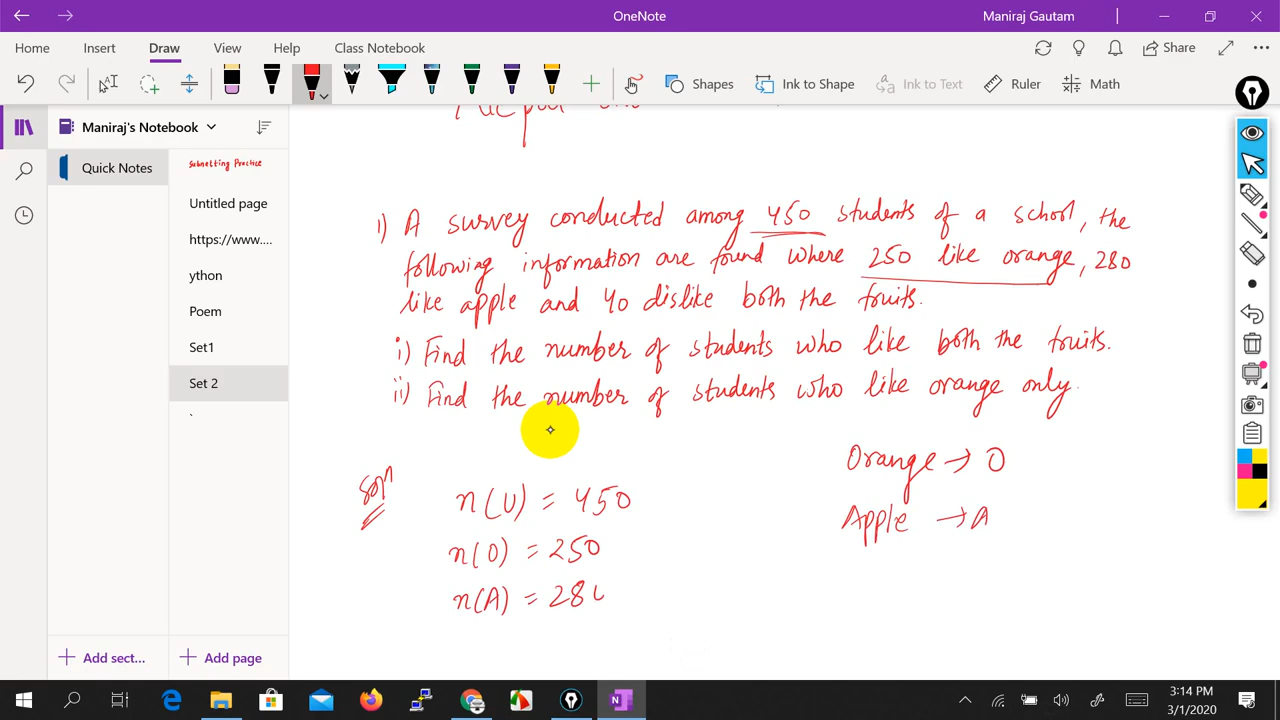 OneNote
Maniraj Gautam
Home Insert Draw View Help Class Notebook
Share
Shapes
Ink to Shape
Ink to Text
Ruler
Math
Maniraj's Notebook
Quick Notes
Subnetting Practice
Untitled page
https://www....
ython
Poem
Set1
Set 2
Add sect...
Add page
i) A survey conducted among 450 students of a school, the
following information are found where 250 like orange, 280
like apple and 40 dislike both the fruits.
i) Find the number of students who like both the fruits.
ii) Find the number of students who like orange only.
Soln
n(U) = 450
n(O) = 250
n(A) = 28
Orange → O
Apple → A
3:14 PM
3/1/2020